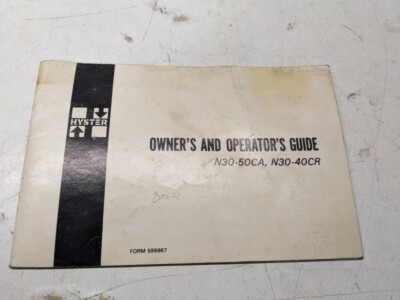 HYSTER
OWNER'S AND OPERATOR'S GUIDE
N30-50CA, N30-40CR
FORM 599867